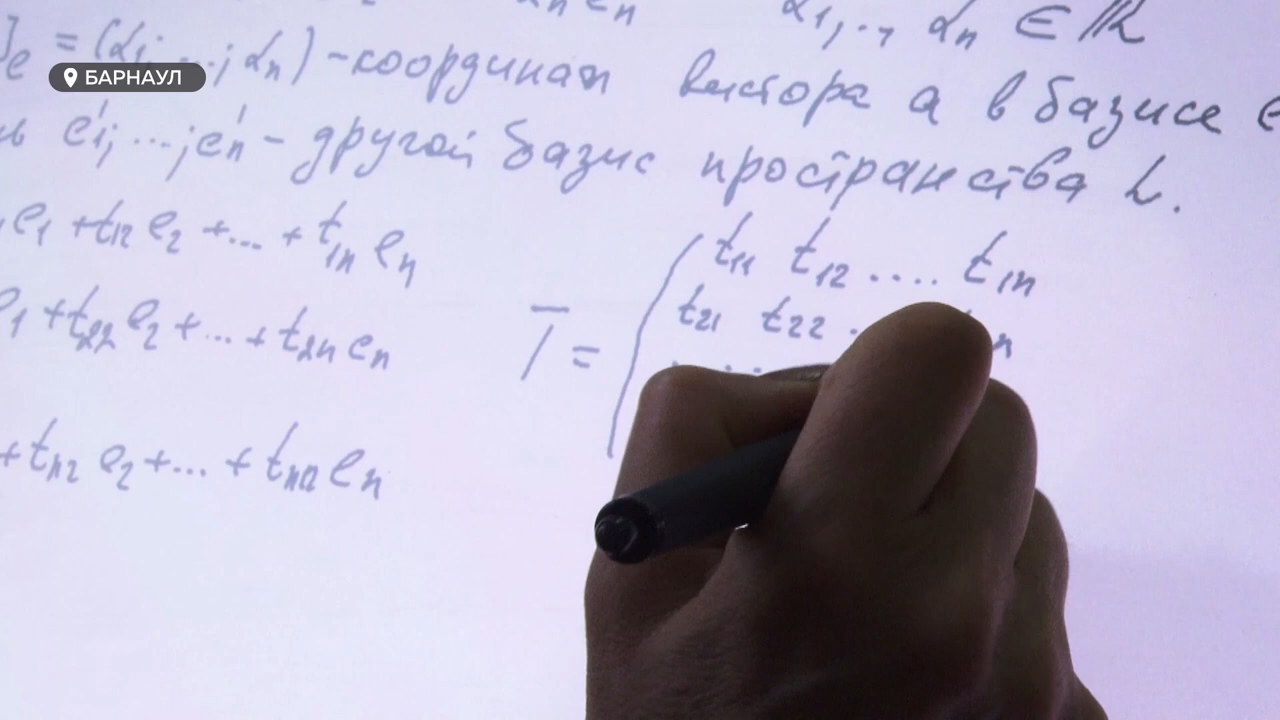 α₁,.., αₙ ∈ ℝ
]e = (α₁; ...; αₙ) - координаты вектора a в базисе e
ь e'₁; ...; e'ₙ - другой базис пространства L.
e₁ + t₁₂ e₂ + ... + t₁ₙ eₙ
e₁ + t₂₂ e₂ + ... + t₂ₙ eₙ
+ tₙ₂ e₂ + ... + tₙₙ eₙ
T = ( t₁₁ t₁₂ .... t₁ₙ
t₂₁ t₂₂ . n
БАРНАУЛ